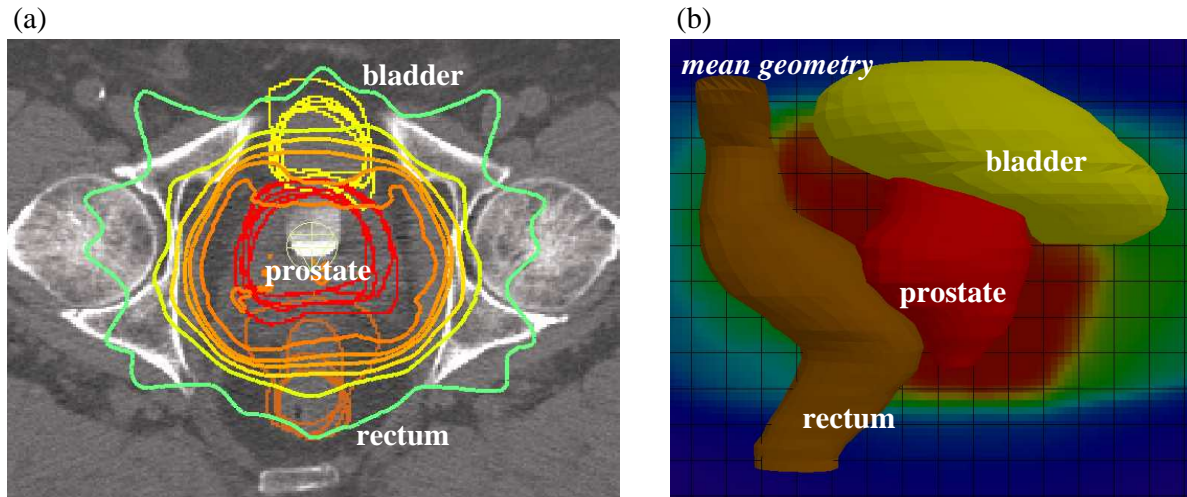 (a)
(b)
bladder
prostate
rectum
mean geometry
bladder
prostate
rectum